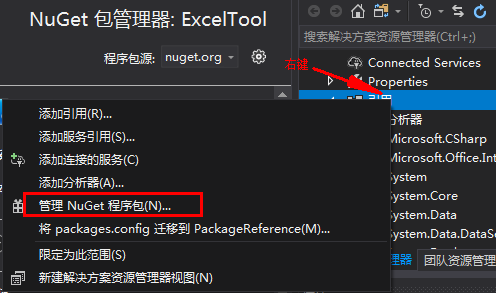 NuGet 包管理器: ExcelTool
程序包源: nuget.org
搜索解决方案资源管理器(Ctrl+;)
Connected Services
右键
Properties
引用
分析器
Microsoft.CSharp
Microsoft.Office.Int
System
System.Core
System.Data
System.Data.DataSe
添加引用(R)...
添加服务引用(S)...
添加连接的服务(C)
添加分析器(A)...
管理 NuGet 程序包(N)...
将 packages.config 迁移到 PackageReference(M)...
限定为此范围(S)
新建解决方案资源管理器视图(N)
理器
团队资源管理